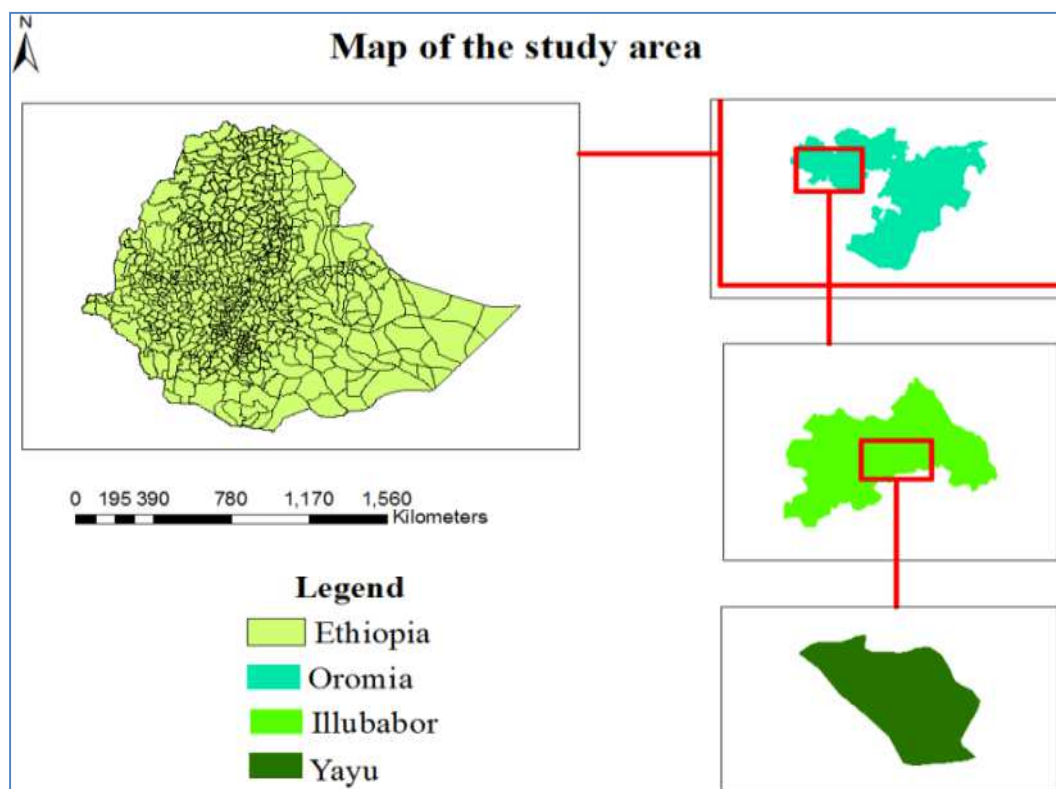 N
Map of the study area
0 195 390 780 1,170 1,560
Kilometers
Legend
Ethiopia
Oromia
Illubabor
Yayu